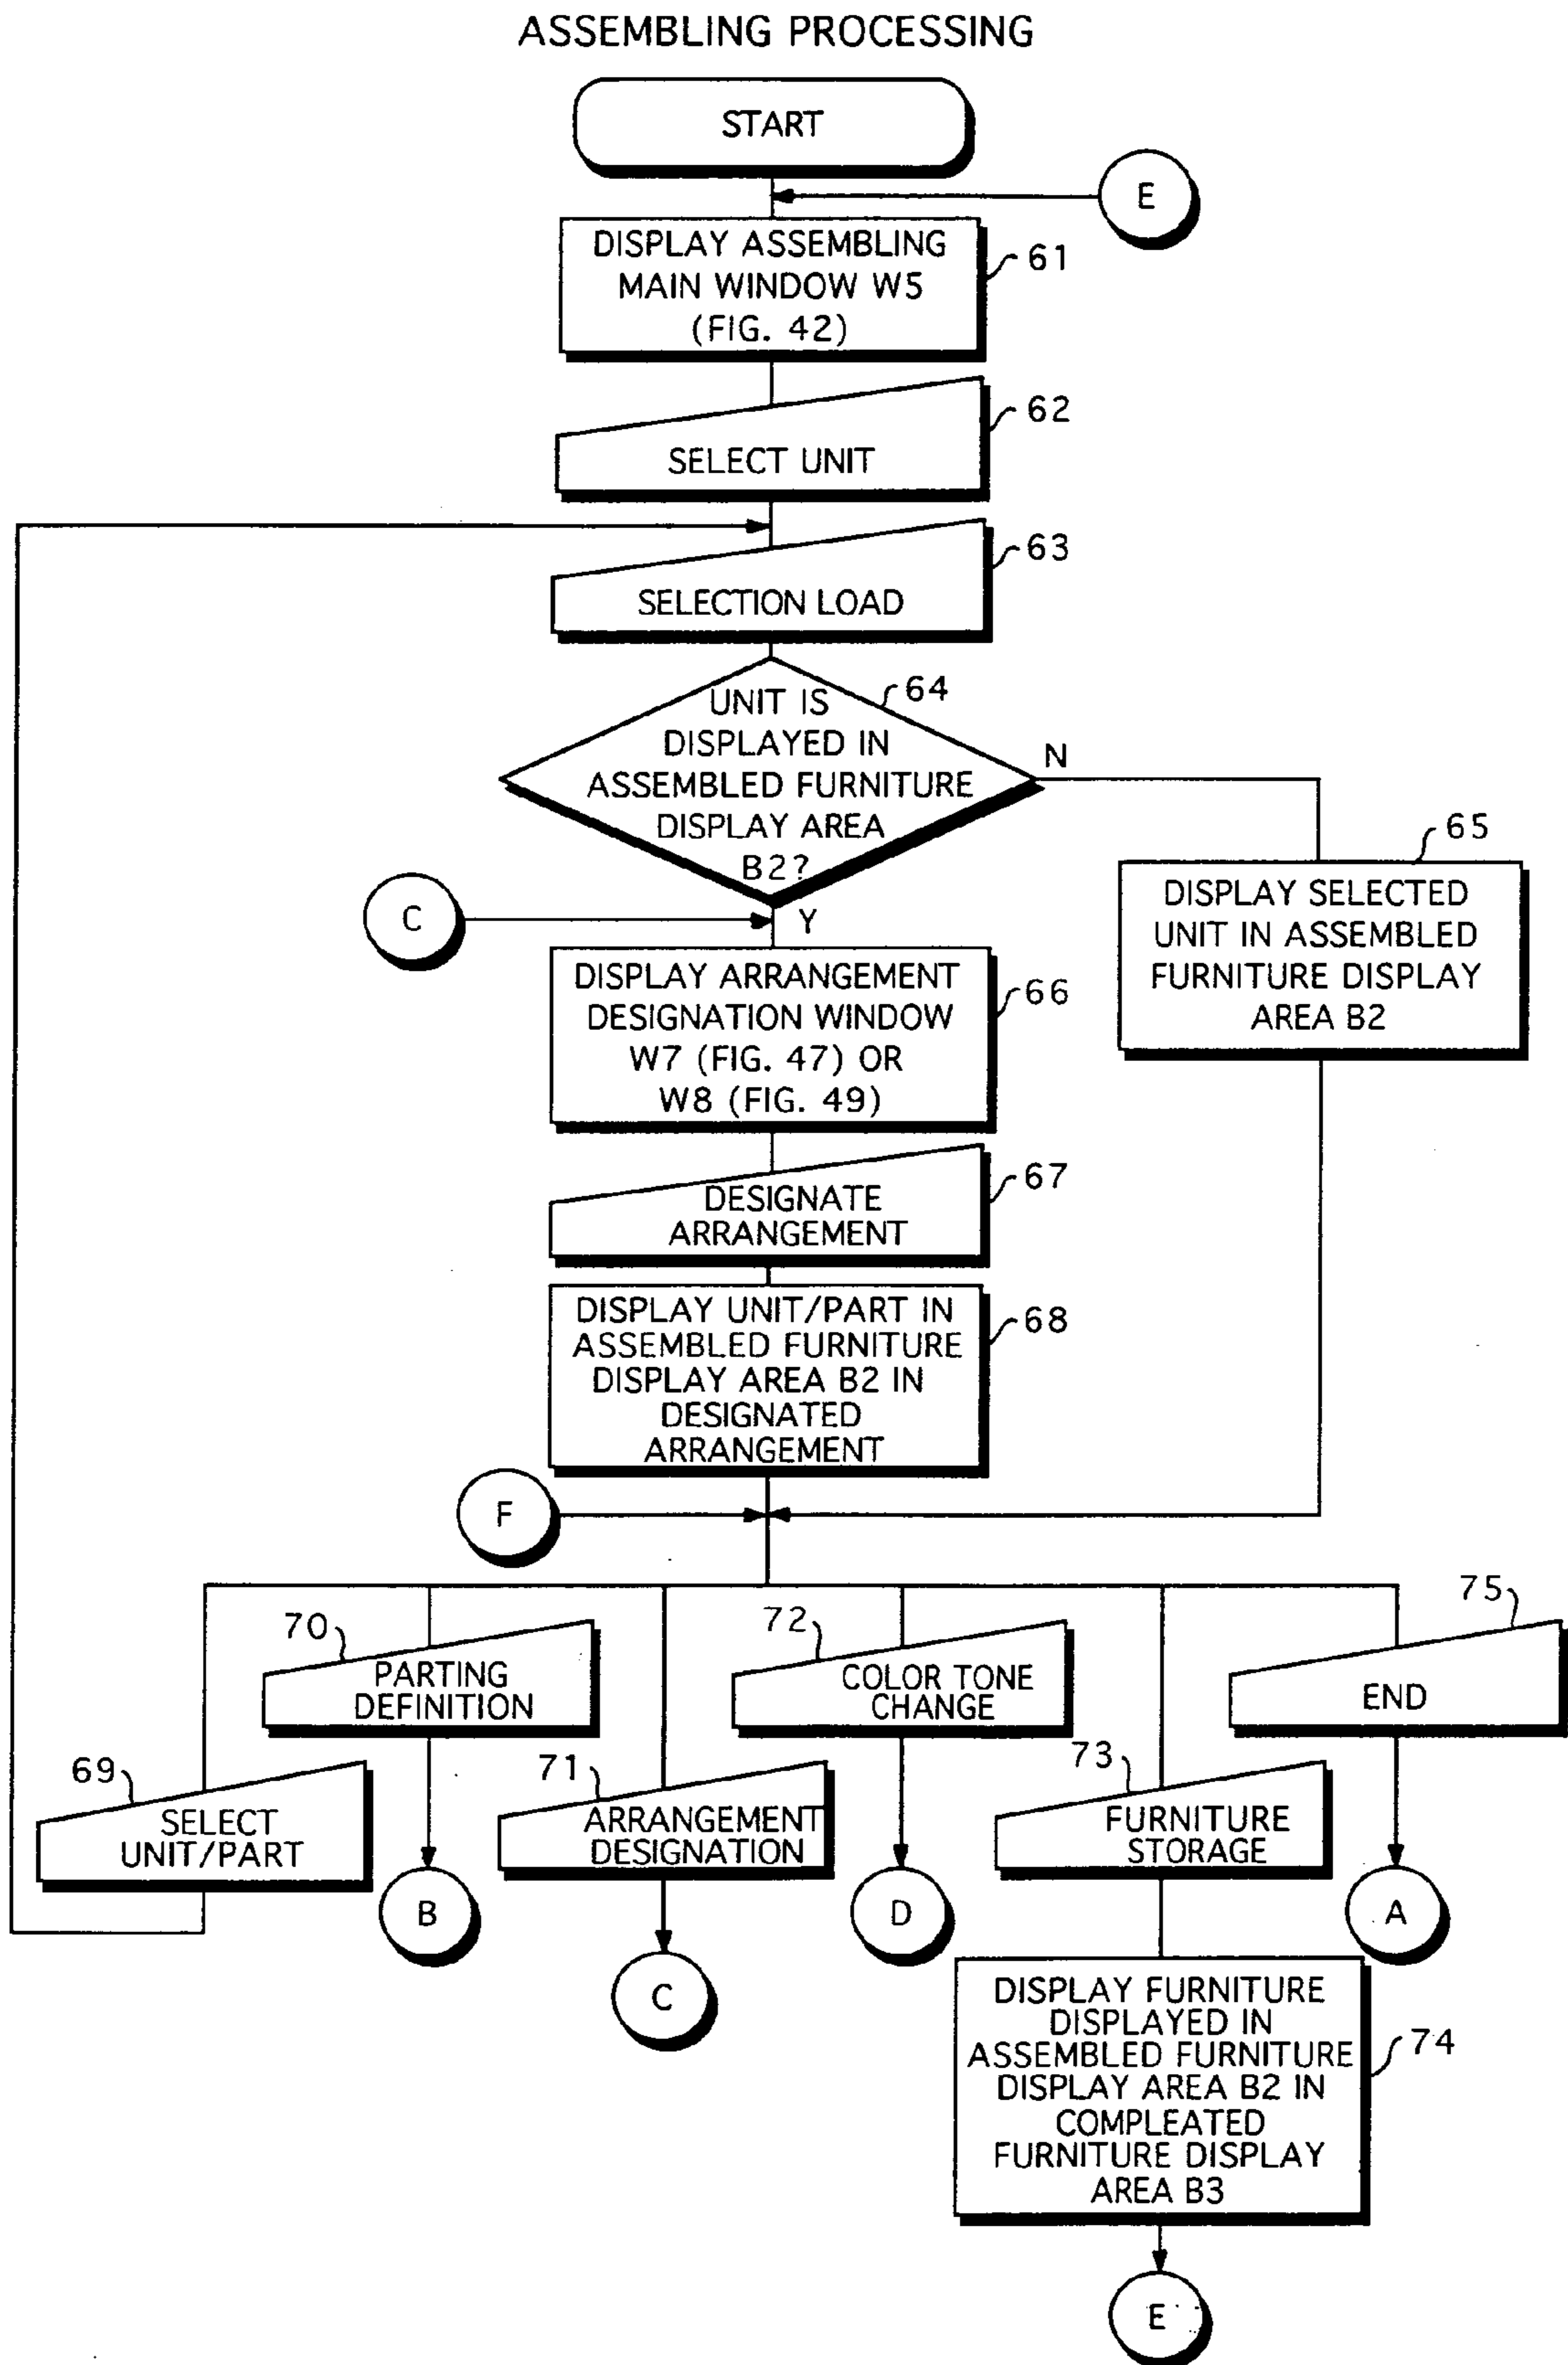 ASSEMBLING PROCESSING
START
E
DISPLAY ASSEMBLING
MAIN WINDOW W5
(FIG. 42)
61
62
SELECT UNIT
63
SELECTION LOAD
64
UNIT IS
DISPLAYED IN
ASSEMBLED FURNITURE
DISPLAY AREA
B2?
N
Y
65
DISPLAY SELECTED
UNIT IN ASSEMBLED
FURNITURE DISPLAY
AREA B2
C
DISPLAY ARRANGEMENT
DESIGNATION WINDOW
W7 (FIG. 47) OR
W8 (FIG. 49)
66
67
DESIGNATE
ARRANGEMENT
DISPLAY UNIT/PART IN
ASSEMBLED FURNITURE
DISPLAY AREA B2 IN
DESIGNATED
ARRANGEMENT
68
F
70
PARTING
DEFINITION
72
COLOR TONE
CHANGE
75
END
69
SELECT
UNIT/PART
71
ARRANGEMENT
DESIGNATION
73
FURNITURE
STORAGE
B
D
A
C
DISPLAY FURNITURE
DISPLAYED IN
ASSEMBLED FURNITURE
DISPLAY AREA B2 IN
COMPLEATED
FURNITURE DISPLAY
AREA B3
74
E